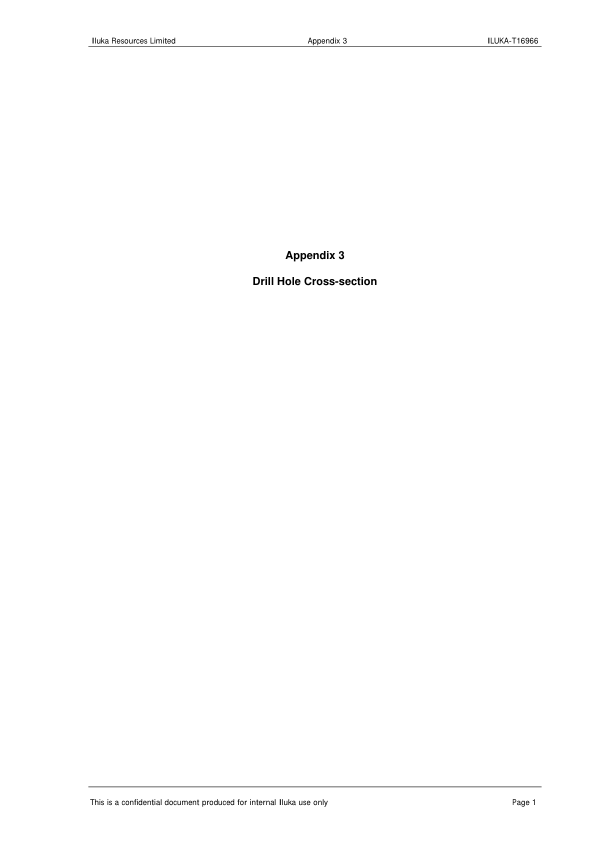 Iluka Resources Limited Appendix 3 ILUKA-T16966
Appendix 3
Drill Hole Cross-section
This is a confidential document produced for internal Iluka use only Page 1